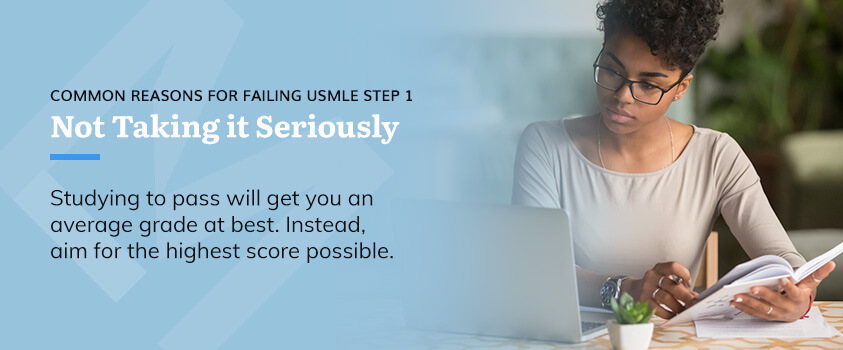 COMMON REASONS FOR FAILING USMLE STEP 1
Not Taking it Seriously
Studying to pass will get you an
average grade at best. Instead,
aim for the highest score possible.